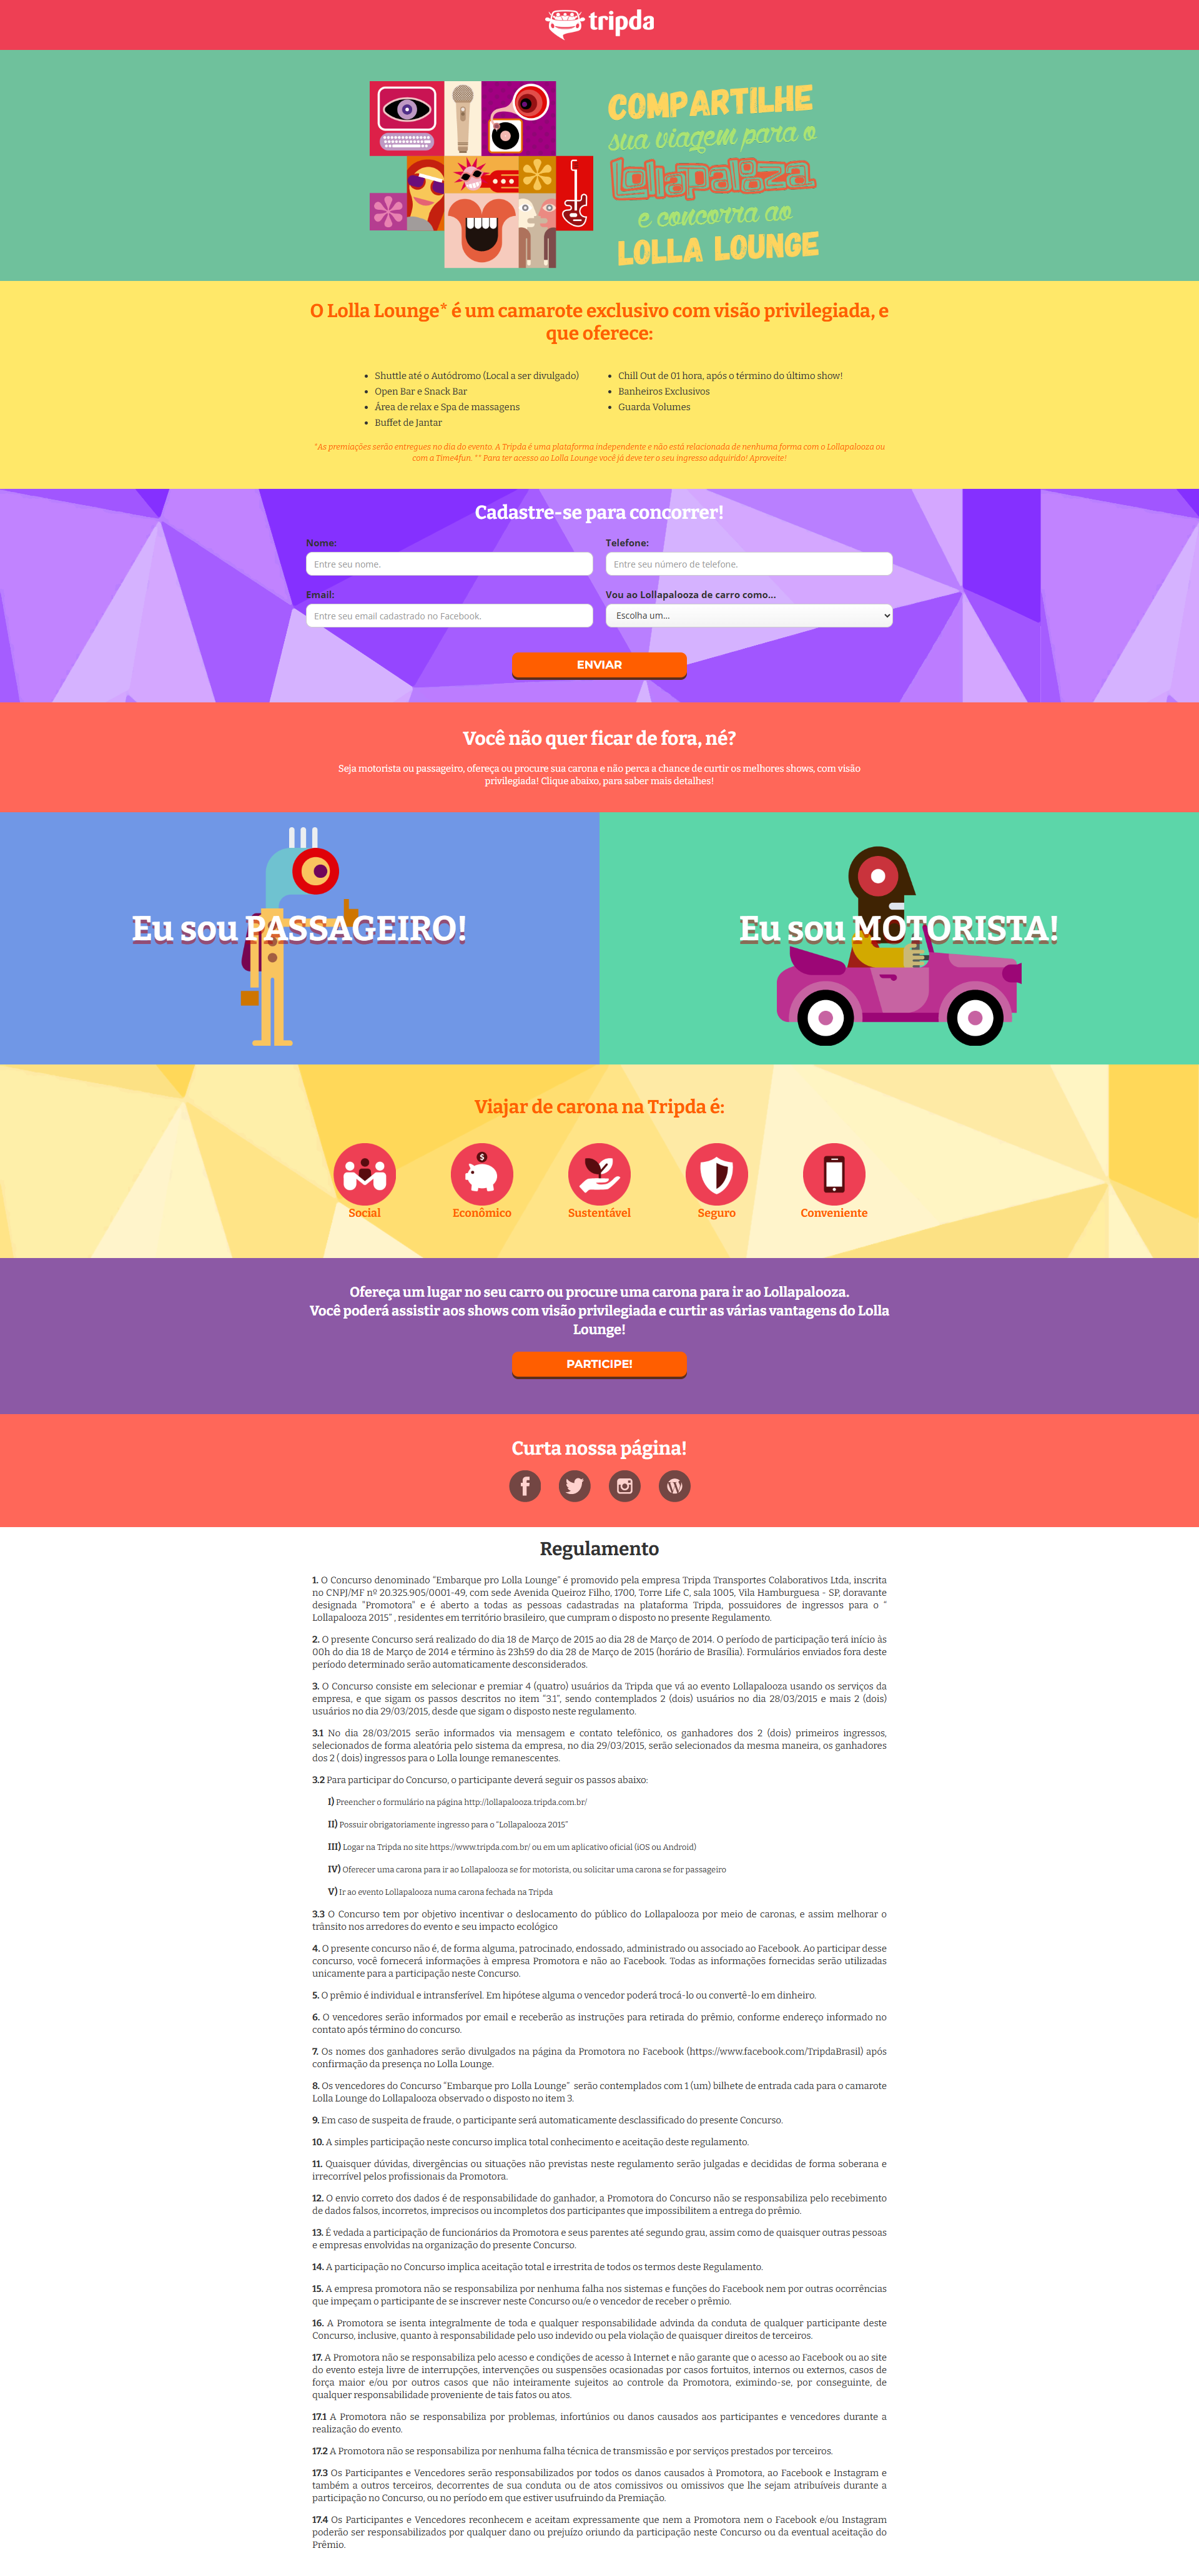 tripda
COMPARTILHE
sua viagem para o
Lollapalooza
e concorra ao
LOLLA LOUNGE
O Lolla Lounge* é um camarote exclusivo com visão privilegiada, e
que oferece:
Shuttle até o Autódromo (Local a ser divulgado)
Open Bar e Snack Bar
Área de relax e Spa de massagens
Buffet de Jantar
Chill Out de 01 hora, após o término do último show!
Banheiros Exclusivos
Guarda Volumes
*As premiações serão entregues no dia do evento. A Tripda é uma plataforma independente e não está relacionada de nenhuma forma com o Lollapalooza ou
com a Time4fun. ** Para ter acesso ao Lolla Lounge você já deve ter o seu ingresso adquirido! Aproveite!
Cadastre-se para concorrer!
Nome:
Entre seu nome.
Telefone:
Entre seu número de telefone.
Email:
Entre seu email cadastrado no Facebook.
Vou ao Lollapalooza de carro como...
Escolha um...
ENVIAR
Você não quer ficar de fora, né?
Seja motorista ou passageiro, ofereça ou procure sua carona e não perca a chance de curtir os melhores shows, com visão
privilegiada! Clique abaixo, para saber mais detalhes!
Eu sou PASSAGEIRO!
Eu sou MOTORISTA!
Viajar de carona na Tripda é:
Social
Econômico
Sustentável
Seguro
Conveniente
Ofereça um lugar no seu carro ou procure uma carona para ir ao Lollapalooza.
Você poderá assistir aos shows com visão privilegiada e curtir as várias vantagens do Lolla
Lounge!
PARTICIPE!
Curta nossa página!
Regulamento
1. O Concurso denominado "Embarque pro Lolla Lounge" é promovido pela empresa Tripda Transportes Colaborativos Ltda, inscrita
no CNPJ/MF nº 20.325.905/0001-49, com sede Avenida Queiroz Filho, 1700, Torre Life C, sala 1005, Vila Hamburguesa - SP, doravante
designada "Promotora" e é aberto a todas as pessoas cadastradas na plataforma Tripda, possuidores de ingressos para o "
Lollapalooza 2015" , residentes em território brasileiro, que cumpram o disposto no presente Regulamento.
2. O presente Concurso será realizado do dia 18 de Março de 2015 ao dia 28 de Março de 2014. O período de participação terá início às
00h do dia 18 de Março de 2014 e término às 23h59 do dia 28 de Março de 2015 (horário de Brasília). Formulários enviados fora deste
período determinado serão automaticamente desconsiderados.
3. O Concurso consiste em selecionar e premiar 4 (quatro) usuários da Tripda que vá ao evento Lollapalooza usando os serviços da
empresa, e que sigam os passos descritos no item "3.1", sendo contemplados 2 (dois) usuários no dia 28/03/2015 e mais 2 (dois)
usuários no dia 29/03/2015, desde que sigam o disposto neste regulamento.
3.1 No dia 28/03/2015 serão informados via mensagem e contato telefônico, os ganhadores dos 2 (dois) primeiros ingressos,
selecionados de forma aleatória pelo sistema da empresa, no dia 29/03/2015, serão selecionados da mesma maneira, os ganhadores
dos 2 ( dois) ingressos para o Lolla lounge remanescentes.
3.2 Para participar do Concurso, o participante deverá seguir os passos abaixo:
I) Preencher o formulário na página http://lollapalooza.tripda.com.br/
II) Possuir obrigatoriamente ingresso para o "Lollapalooza 2015"
III) Logar na Tripda no site https://www.tripda.com.br/ ou em um aplicativo oficial (iOS ou Android)
IV) Oferecer uma carona para ir ao Lollapalooza se for motorista, ou solicitar uma carona se for passageiro
V) Ir ao evento Lollapalooza numa carona fechada na Tripda
3.3 O Concurso tem por objetivo incentivar o deslocamento do público do Lollapalooza por meio de caronas, e assim melhorar o
trânsito nos arredores do evento e seu impacto ecológico
4. O presente concurso não é, de forma alguma, patrocinado, endossado, administrado ou associado ao Facebook. Ao participar desse
concurso, você fornecerá informações à empresa Promotora e não ao Facebook. Todas as informações fornecidas serão utilizadas
unicamente para a participação neste Concurso.
5. O prêmio é individual e intransferível. Em hipótese alguma o vencedor poderá trocá-lo ou convertê-lo em dinheiro.
6. O vencedores serão informados por email e receberão as instruções para retirada do prêmio, conforme endereço informado no
contato após término do concurso.
7. Os nomes dos ganhadores serão divulgados na página da Promotora no Facebook (https://www.facebook.com/TripdaBrasil) após
confirmação da presença no Lolla Lounge.
8. Os vencedores do Concurso "Embarque pro Lolla Lounge" serão contemplados com 1 (um) bilhete de entrada cada para o camarote
Lolla Lounge do Lollapalooza observado o disposto no item 3.
9. Em caso de suspeita de fraude, o participante será automaticamente desclassificado do presente Concurso.
10. A simples participação neste concurso implica total conhecimento e aceitação deste regulamento.
11. Quaisquer dúvidas, divergências ou situações não previstas neste regulamento serão julgadas e decididas de forma soberana e
irrecorrível pelos profissionais da Promotora.
12. O envio correto dos dados é de responsabilidade do ganhador, a Promotora do Concurso não se responsabiliza pelo recebimento
de dados falsos, incorretos, imprecisos ou incompletos dos participantes que impossibilitem a entrega do prêmio.
13. É vedada a participação de funcionários da Promotora e seus parentes até segundo grau, assim como de quaisquer outras pessoas
e empresas envolvidas na organização do presente Concurso.
14. A participação no Concurso implica aceitação total e irrestrita de todos os termos deste Regulamento.
15. A empresa promotora não se responsabiliza por nenhuma falha nos sistemas e funções do Facebook nem por outras ocorrências
que impeçam o participante de se inscrever neste Concurso ou/e o vencedor de receber o prêmio.
16. A Promotora se isenta integralmente de toda e qualquer responsabilidade advinda da conduta de qualquer participante deste
Concurso, inclusive, quanto à responsabilidade pelo uso indevido ou pela violação de quaisquer direitos de terceiros.
17. A Promotora não se responsabiliza pelo acesso e condições de acesso à Internet e não garante que o acesso ao Facebook ou ao site
do evento esteja livre de interrupções, intervenções ou suspensões ocasionadas por casos fortuitos, internos ou externos, casos de
força maior e/ou por outros casos que não inteiramente sujeitos ao controle da Promotora, eximindo-se, por conseguinte, de
qualquer responsabilidade proveniente de tais fatos ou atos.
17.1 A Promotora não se responsabiliza por problemas, infortúnios ou danos causados aos participantes e vencedores durante a
realização do evento.
17.2 A Promotora não se responsabiliza por nenhuma falha técnica de transmissão e por serviços prestados por terceiros.
17.3 Os Participantes e Vencedores serão responsabilizados por todos os danos causados à Promotora, ao Facebook e Instagram e
também a outros terceiros, decorrentes de sua conduta ou de atos comissivos ou omissivos que lhe sejam atribuíveis durante a
participação no Concurso, ou no período em que estiver usufruindo da Premiação.
17.4 Os Participantes e Vencedores reconhecem e aceitam expressamente que nem a Promotora nem o Facebook e/ou Instagram
poderão ser responsabilizados por qualquer dano ou prejuízo oriundo da participação neste Concurso ou da eventual aceitação do
Prêmio.